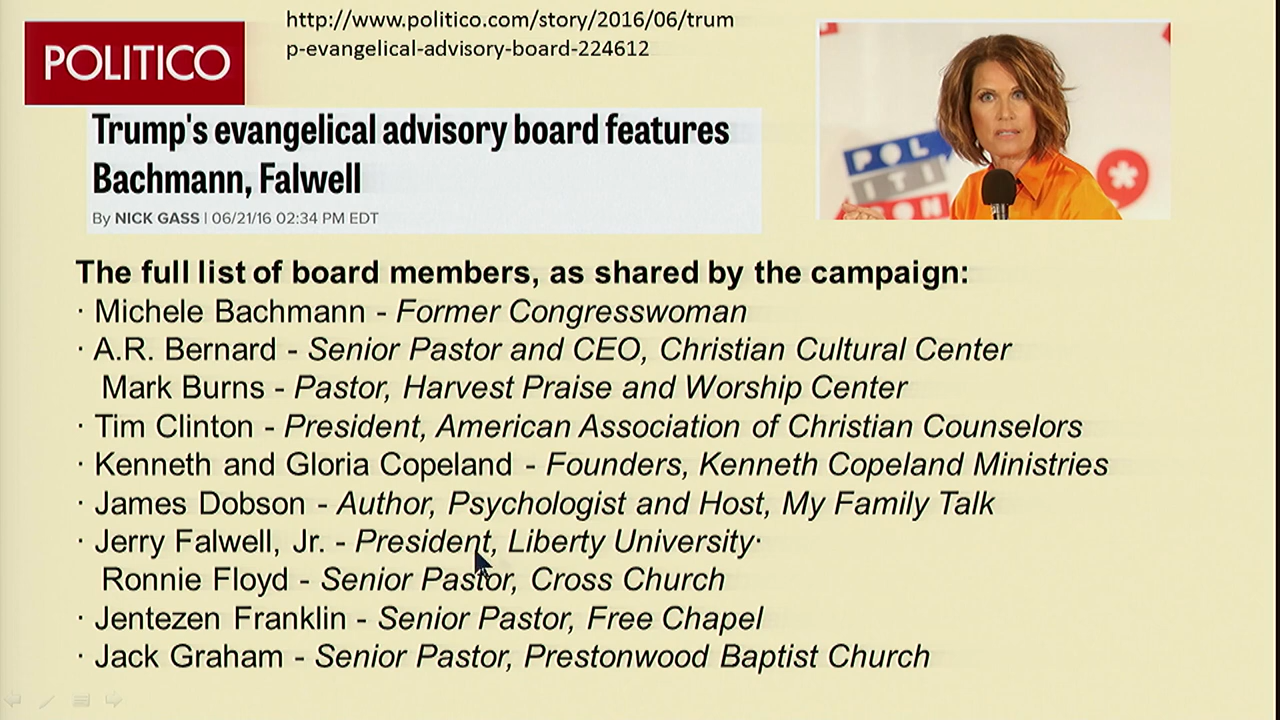 http://www.politico.com/story/2016/06/trum
p-evangelical-advisory-board-224612
POLITICO
POL
ITI
ON
Trump's evangelical advisory board features
Bachmann, Falwell
By NICK GASS | 06/21/16 02:34 PM EDT
The full list of board members, as shared by the campaign:
· Michele Bachmann - Former Congresswoman
· A.R. Bernard - Senior Pastor and CEO, Christian Cultural Center
Mark Burns - Pastor, Harvest Praise and Worship Center
· Tim Clinton - President, American Association of Christian Counselors
· Kenneth and Gloria Copeland - Founders, Kenneth Copeland Ministries
· James Dobson - Author, Psychologist and Host, My Family Talk
· Jerry Falwell, Jr. - President, Liberty University·
Ronnie Floyd - Senior Pastor, Cross Church
· Jentezen Franklin - Senior Pastor, Free Chapel
· Jack Graham - Senior Pastor, Prestonwood Baptist Church